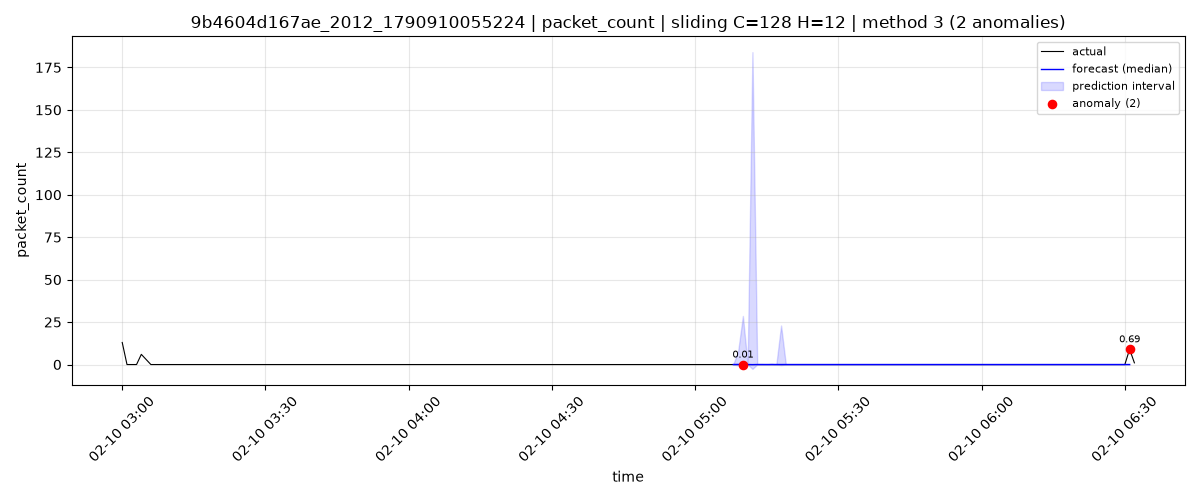 9b4604d167ae_2012_1790910055224 | packet_count | sliding C=128 H=12 | method 3 (2 anomalies)
actual
forecast (median)
prediction interval
anomaly (2)
packet_count
175
150
125
100
75
50
25
0
0.01
0.69
02-10 03:00
02-10 03:30
02-10 04:00
02-10 04:30
02-10 05:00
02-10 05:30
02-10 06:00
02-10 06:30
time